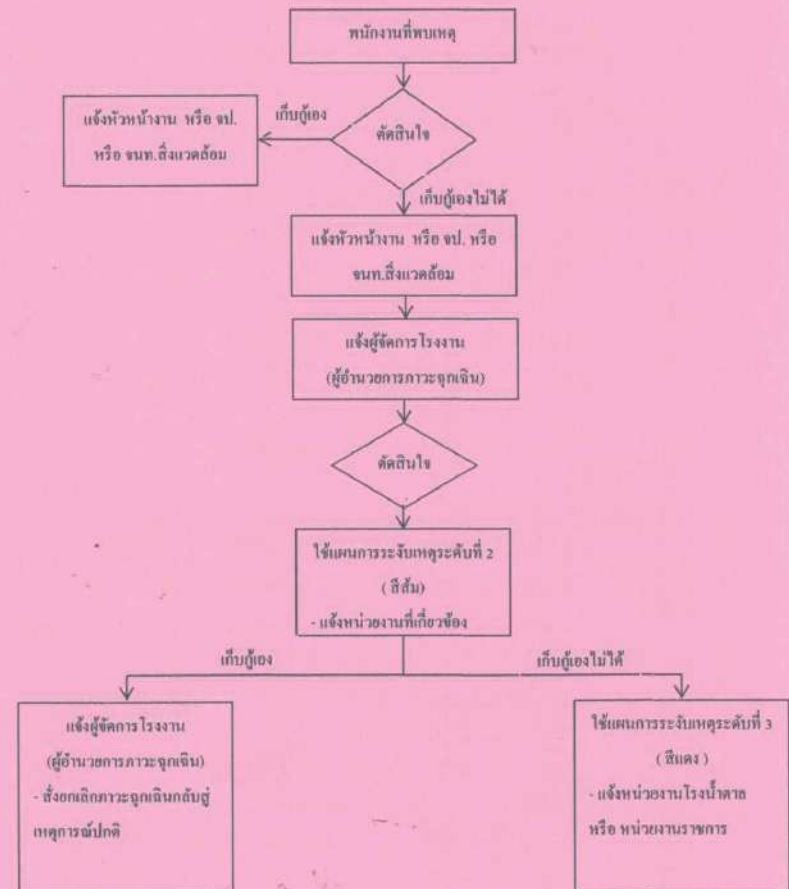 พนักงานที่พบเหตุ
ตัดสินใจ
เก็บกู้เอง
แจ้งหัวหน้างาน หรือ จป.
หรือ จนท.สิ่งแวดล้อม
เก็บกู้เองไม่ได้
แจ้งหัวหน้างาน หรือ จป. หรือ
จนท.สิ่งแวดล้อม
แจ้งผู้จัดการโรงงาน
(ผู้อำนวยการภาวะฉุกเฉิน)
ตัดสินใจ
ใช้แผนการระงับเหตุระดับที่ 2
( สีส้ม)
- แจ้งหน่วยงานที่เกี่ยวข้อง
เก็บกู้เอง
เก็บกู้เองไม่ได้
แจ้งผู้จัดการโรงงาน
(ผู้อำนวยการภาวะฉุกเฉิน)
- สั่งยกเลิกภาวะฉุกเฉินกลับสู่
เหตุการณ์ปกติ
ใช้แผนการระงับเหตุระดับที่ 3
( สีแดง )
- แจ้งหน่วยงานโรงน้ำตาล
หรือ หน่วยงานราชการ